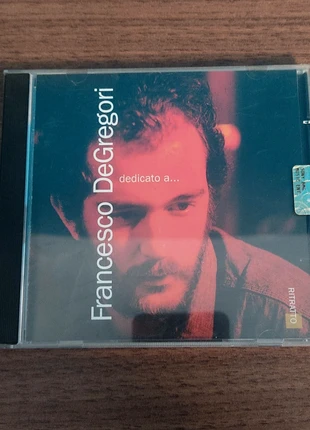 Francesco DeGregori
dedicato a...
RITRATTO